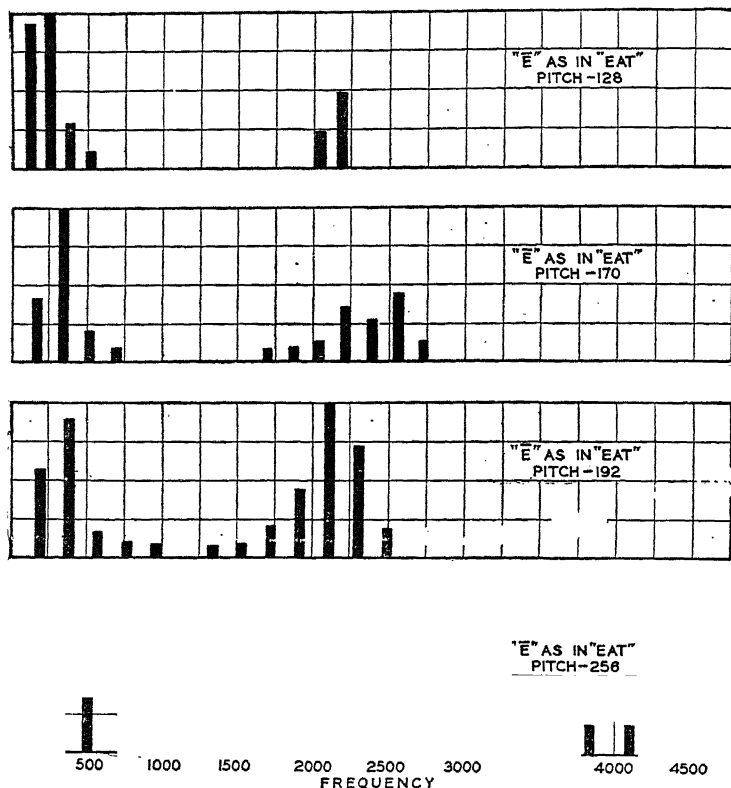 "Ē" AS IN "EAT"
PITCH-128
"Ē" AS IN "EAT"
PITCH-170
"Ē" AS IN "EAT"
PITCH-192
"Ē" AS IN "EAT"
PITCH-256
500 1000 1500 2000 2500 3000 4000 4500
FREQUENCY